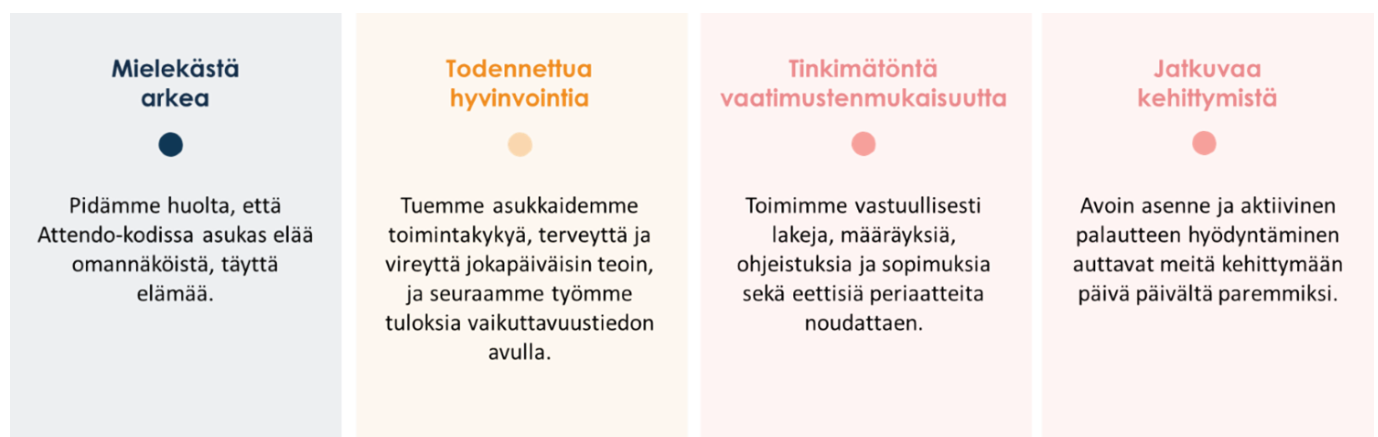 Mielekästä
arkea
Pidämme huolta, että
Attendo-kodissa asukas elää
omannäköistä, täyttä
elämää.
Todennettua
hyvinvointia
Tuemme asukkaidemme
toimintakykyä, terveyttä ja
vireyttä jokapäiväisin teoin,
ja seuraamme työmme
tuloksia vaikuttavuustiedon
avulla.
Tinkimätöntä
vaatimustenmukaisuutta
Toimimme vastuullisesti
lakeja, määräyksiä,
ohjeistuksia ja sopimuksia
sekä eettisiä periaatteita
noudattaen.
Jatkuvaa
kehittymistä
Avoin asenne ja aktiivinen
palautteen hyödyntäminen
auttavat meitä kehittymään
päivä päivältä paremmiksi.